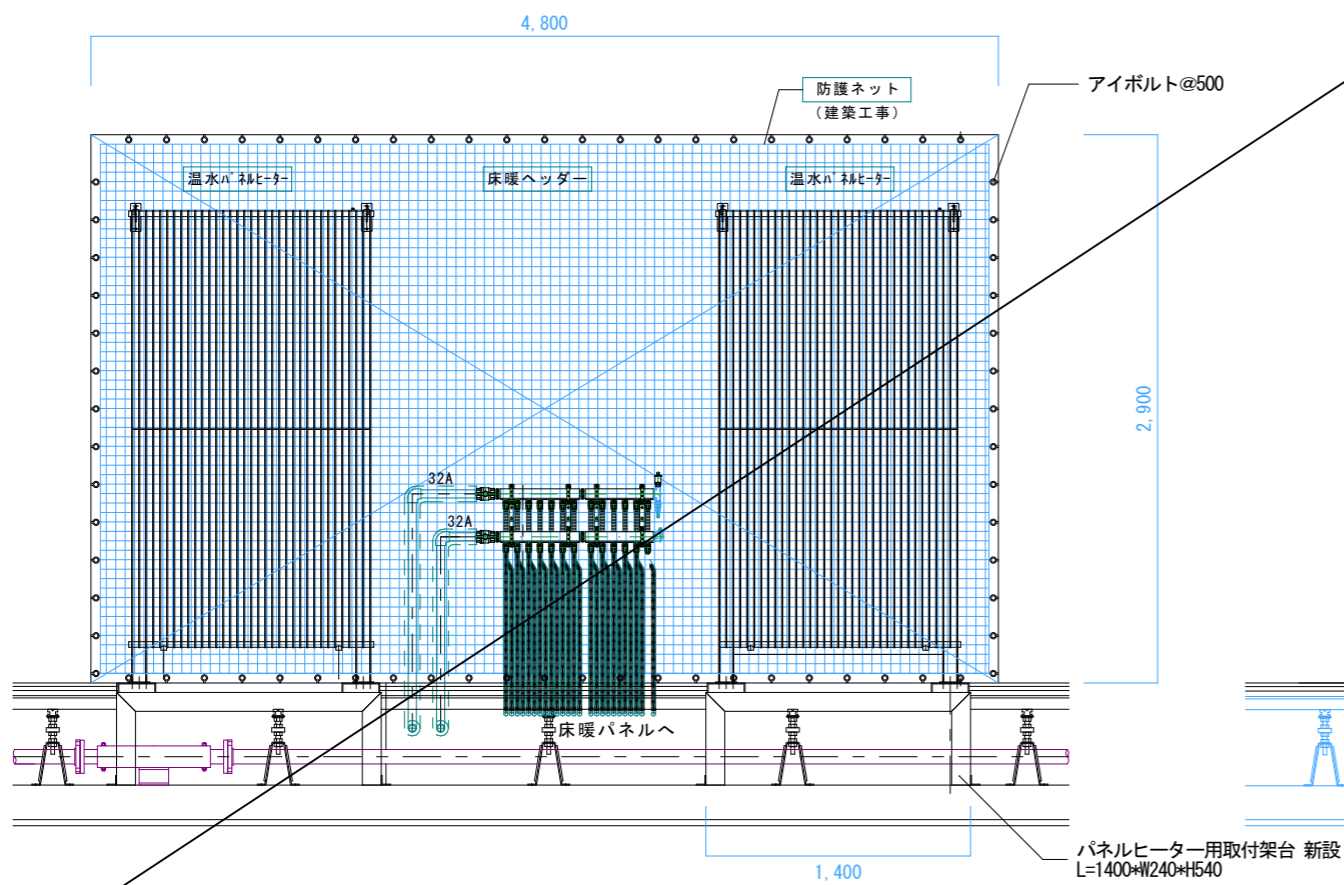 4,800
防護ネット
(建築工事)
アイボルト@500
温水パネルヒーター
床暖ヘッダー
温水パネルヒーター
2,900
32A
32A
床暖パネルへ
1,400
パネルヒーター用取付架台 新設
L=1400*W240*H540